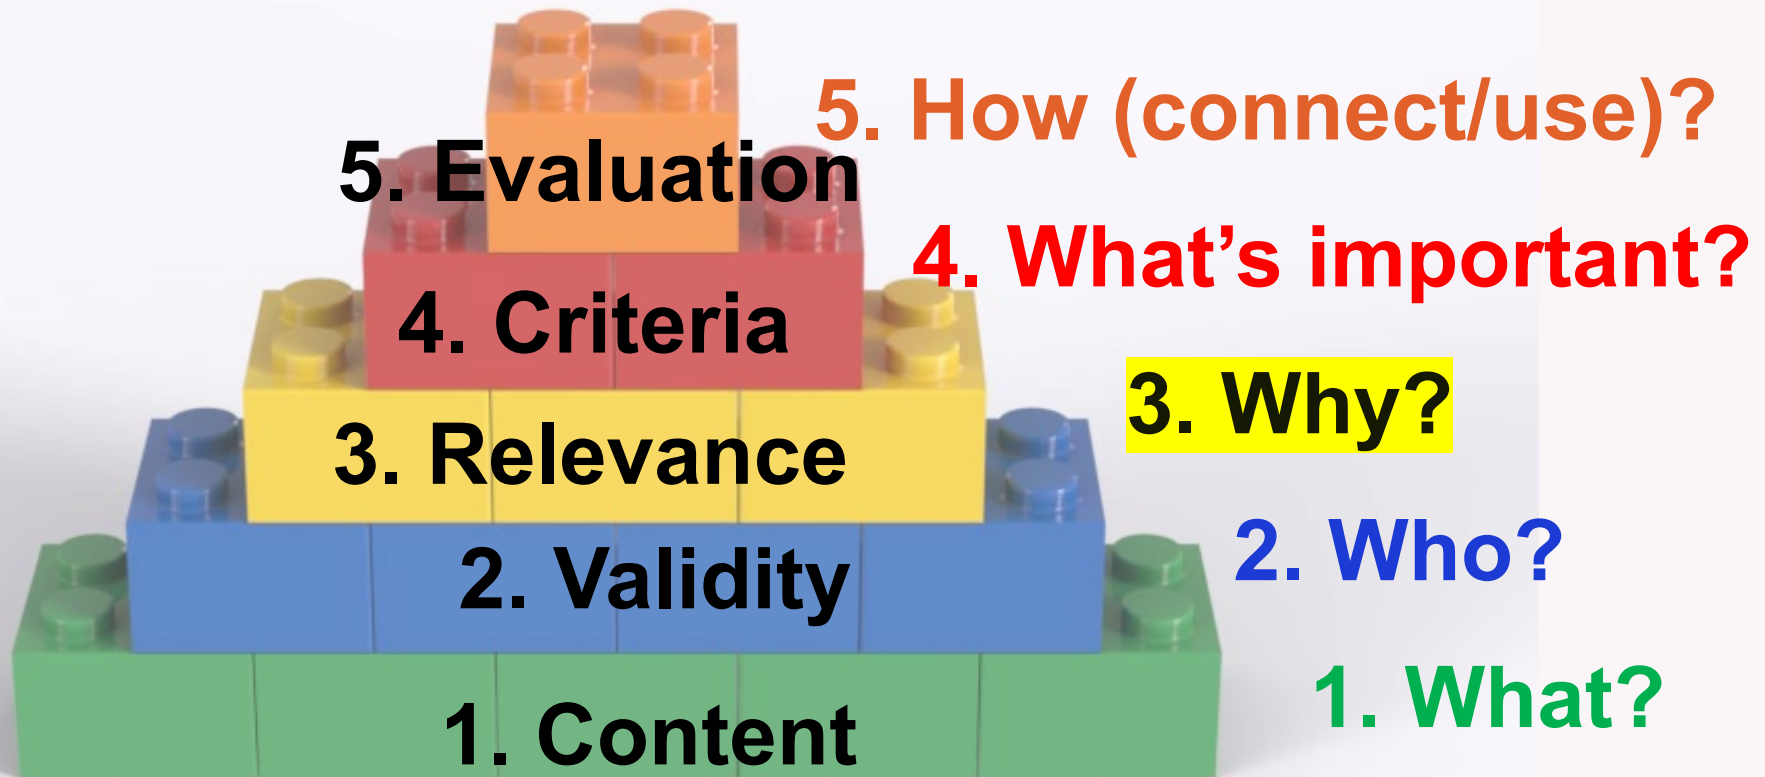 5. How (connect/use)?
5. Evaluation
4. What’s important?
4. Criteria
3. Why?
3. Relevance
2. Who?
2. Validity
1. What?
1. Content